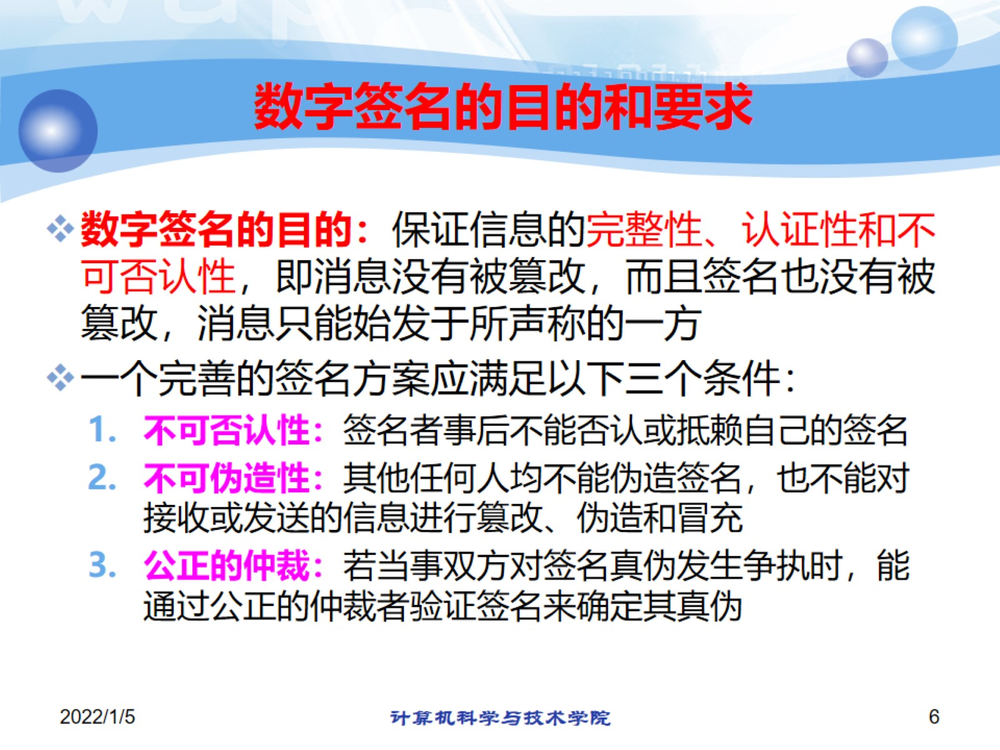 数字签名的目的和要求
❖数字签名的目的：保证信息的完整性、认证性和不
可否认性，即消息没有被篡改，而且签名也没有被
篡改，消息只能始发于所声称的一方
❖一个完善的签名方案应满足以下三个条件：
1. 不可否认性：签名者事后不能否认或抵赖自己的签名
2. 不可伪造性：其他任何人均不能伪造签名，也不能对
接收或发送的信息进行篡改、伪造和冒充
3. 公正的仲裁：若当事双方对签名真伪发生争执时，能
通过公正的仲裁者验证签名来确定其真伪
2022/1/5
计算机科学与技术学院
6